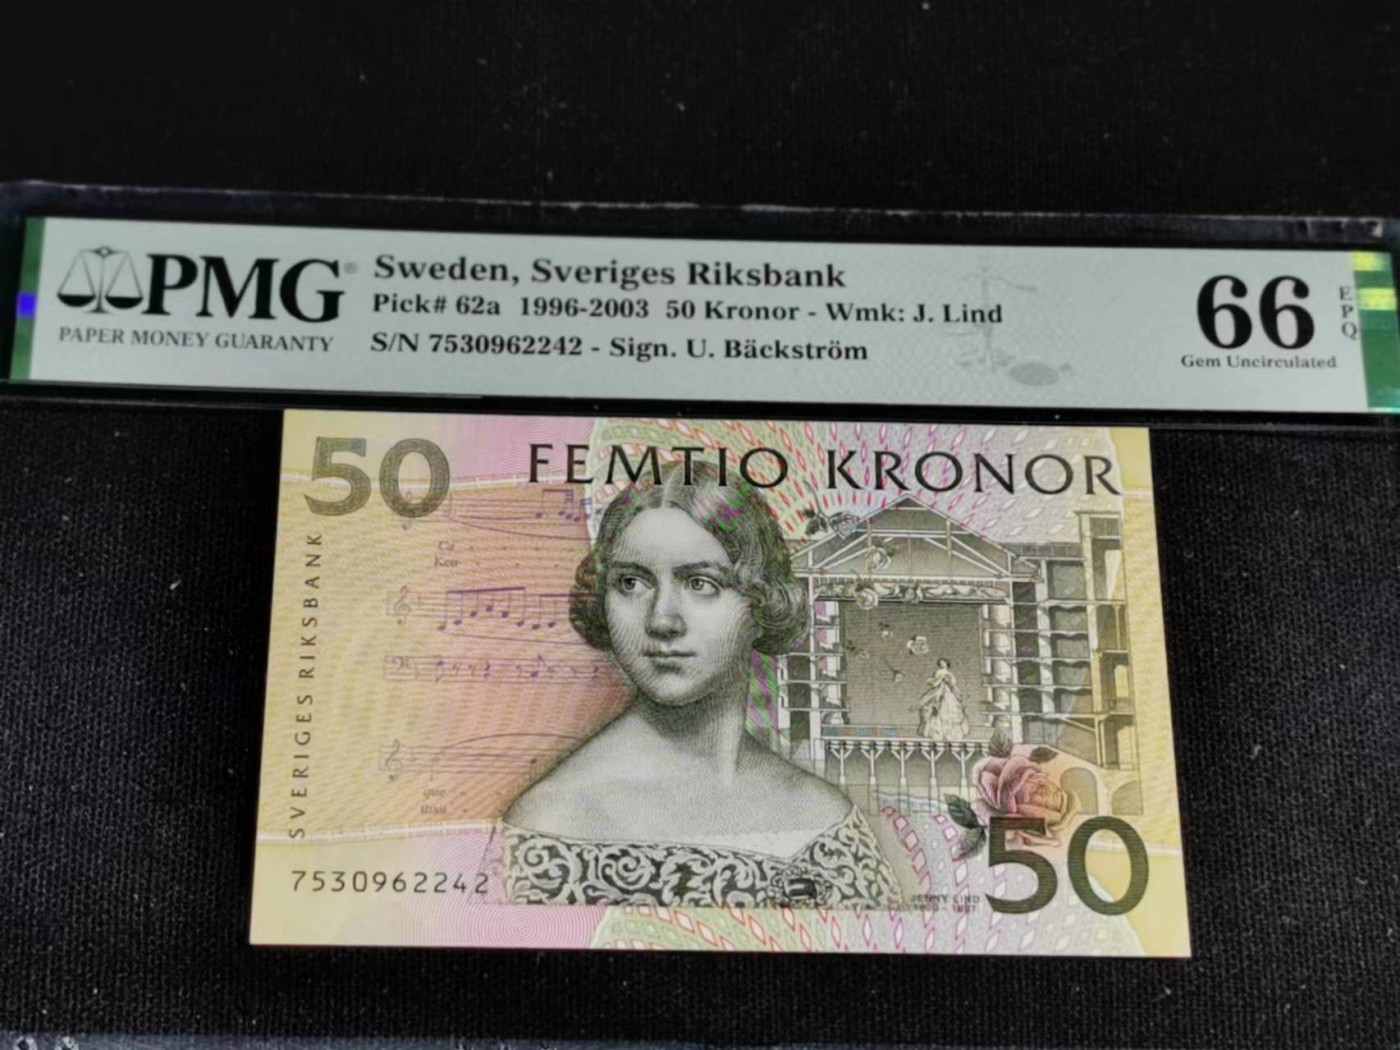 PMG®
PAPER MONEY GUARANTY
Sweden, Sveriges Riksbank
Pick# 62a 1996-2003 50 Kronor - Wmk: J. Lind
S/N 7530962242 - Sign. U. Bäckström
66
EPQ
Gem Uncirculated
50
FEMTIO KRONOR
SVERIGES RIKSBANK
que
7530962242
JENNY LIND
50